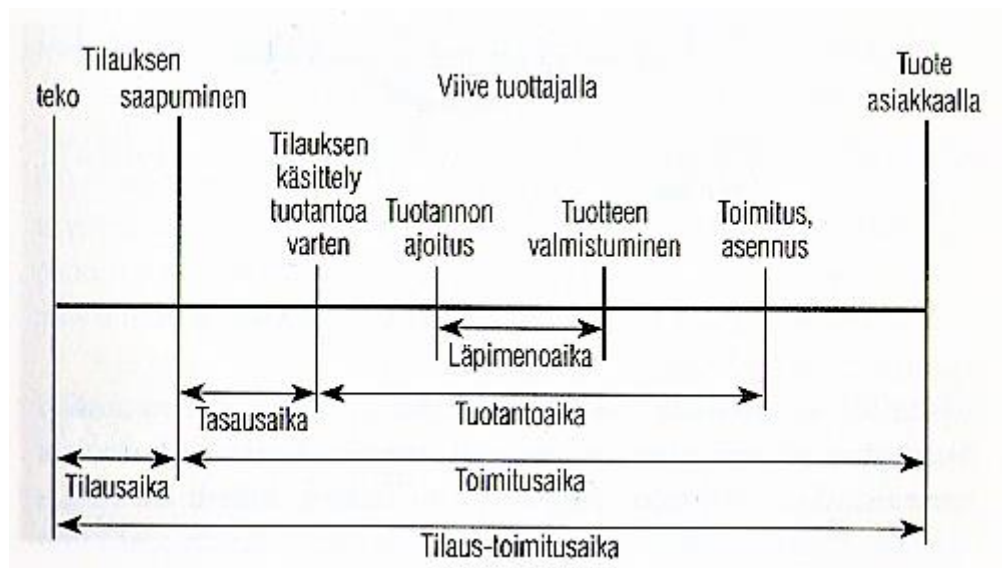 Tilauksen
teko saapuminen
Viive tuottajalla
Tuote
asiakkaalla
Tilauksen
käsittely
tuotantoa
varten
Tuotannon
ajoitus
Tuotteen
valmistuminen
Toimitus,
asennus
Läpimenoaika
Tasausaika
Tuotantoaika
Tilausaika
Toimitusaika
Tilaus-toimitusaika